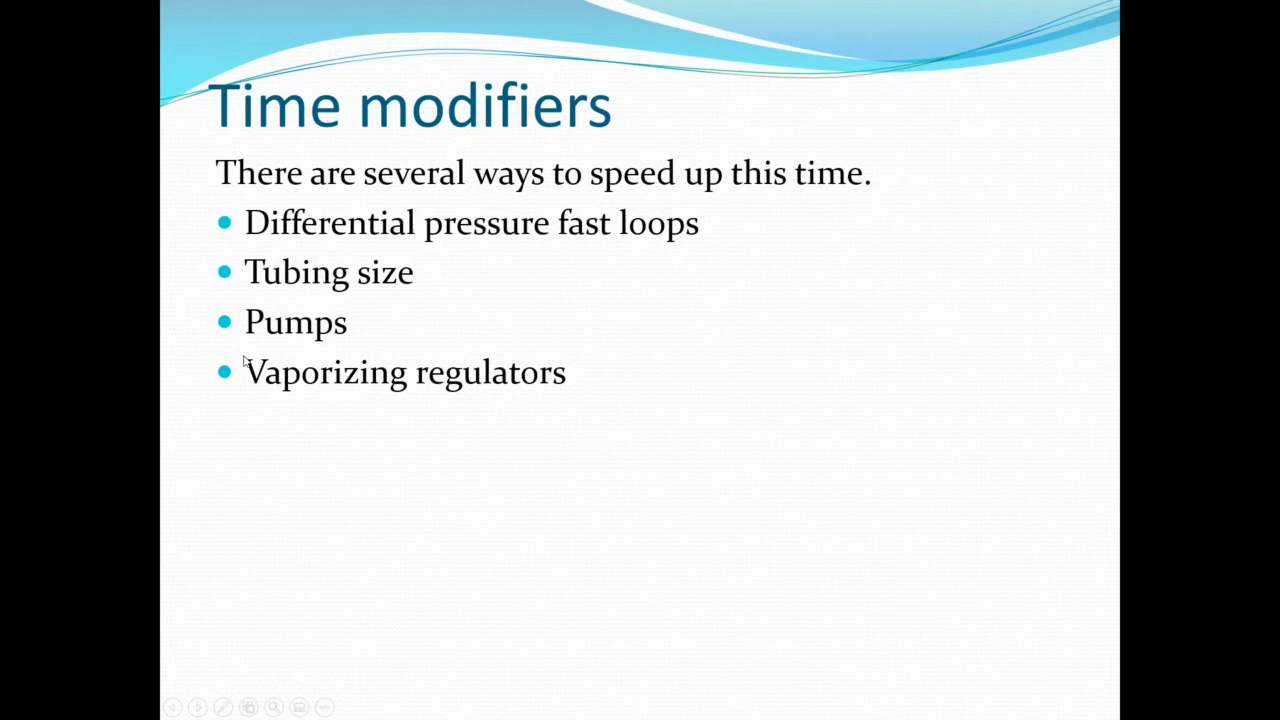 Time modifiers
There are several ways to speed up this time.
Differential pressure fast loops
Tubing size
Pumps
Vaporizing regulators